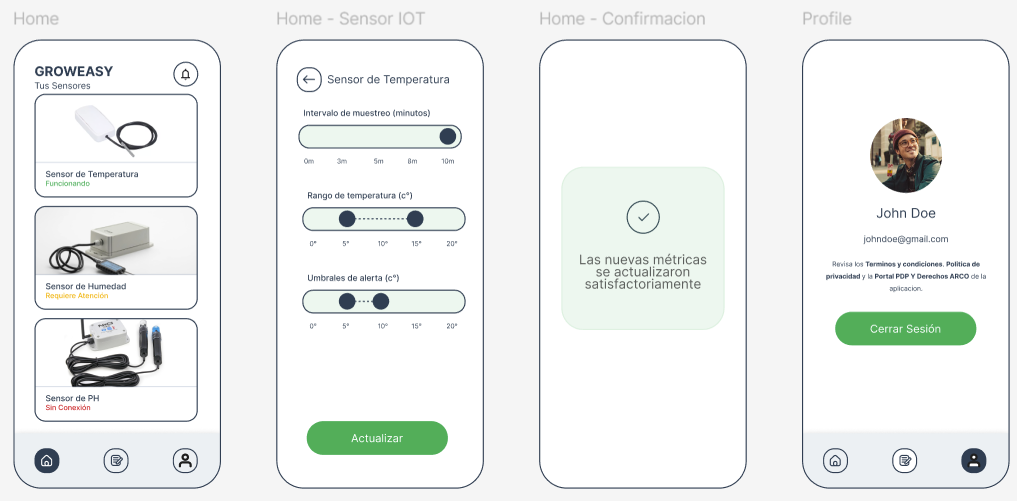 Home
GROWEASY
Tus Sensores
Sensor de Temperatura
Funcionando
Sensor de Humedad
Requiere Atención
Sensor de PH
Sin Conexión
Home - Sensor IOT
Sensor de Temperatura
Intervalo de muestreo (minutos)
0m 3m 5m 8m 10m
Rango de temperatura (c°)
0° 5° 10° 15° 20°
Umbrales de alerta (c°)
0° 5° 10° 15° 20°
Actualizar
Home - Confirmacion
Las nuevas métricas
se actualizaron
satisfactoriamente
Profile
John Doe
johndoe@gmail.com
Revisa los Terminos y condiciones. Politica de
privacidad y la Portal PDP Y Derechos ARCO de la
aplicacion.
Cerrar Sesión